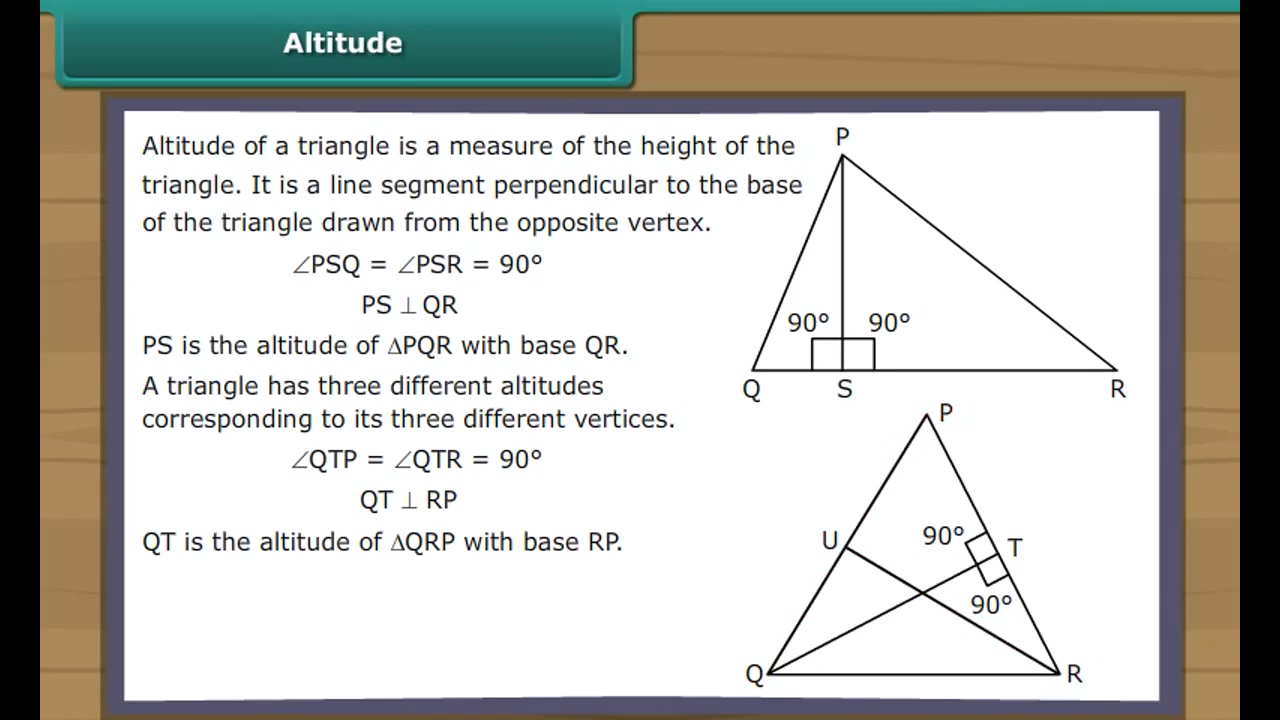 Altitude
Altitude of a triangle is a measure of the height of the
triangle. It is a line segment perpendicular to the base
of the triangle drawn from the opposite vertex.
∠PSQ = ∠PSR = 90°
PS ⊥ QR
PS is the altitude of ∆PQR with base QR.
A triangle has three different altitudes
corresponding to its three different vertices.
∠QTP = ∠QTR = 90°
QT ⊥ RP
QT is the altitude of ∆QRP with base RP.
P
90° 90°
Q S R
P
U 90° T
90°
Q R